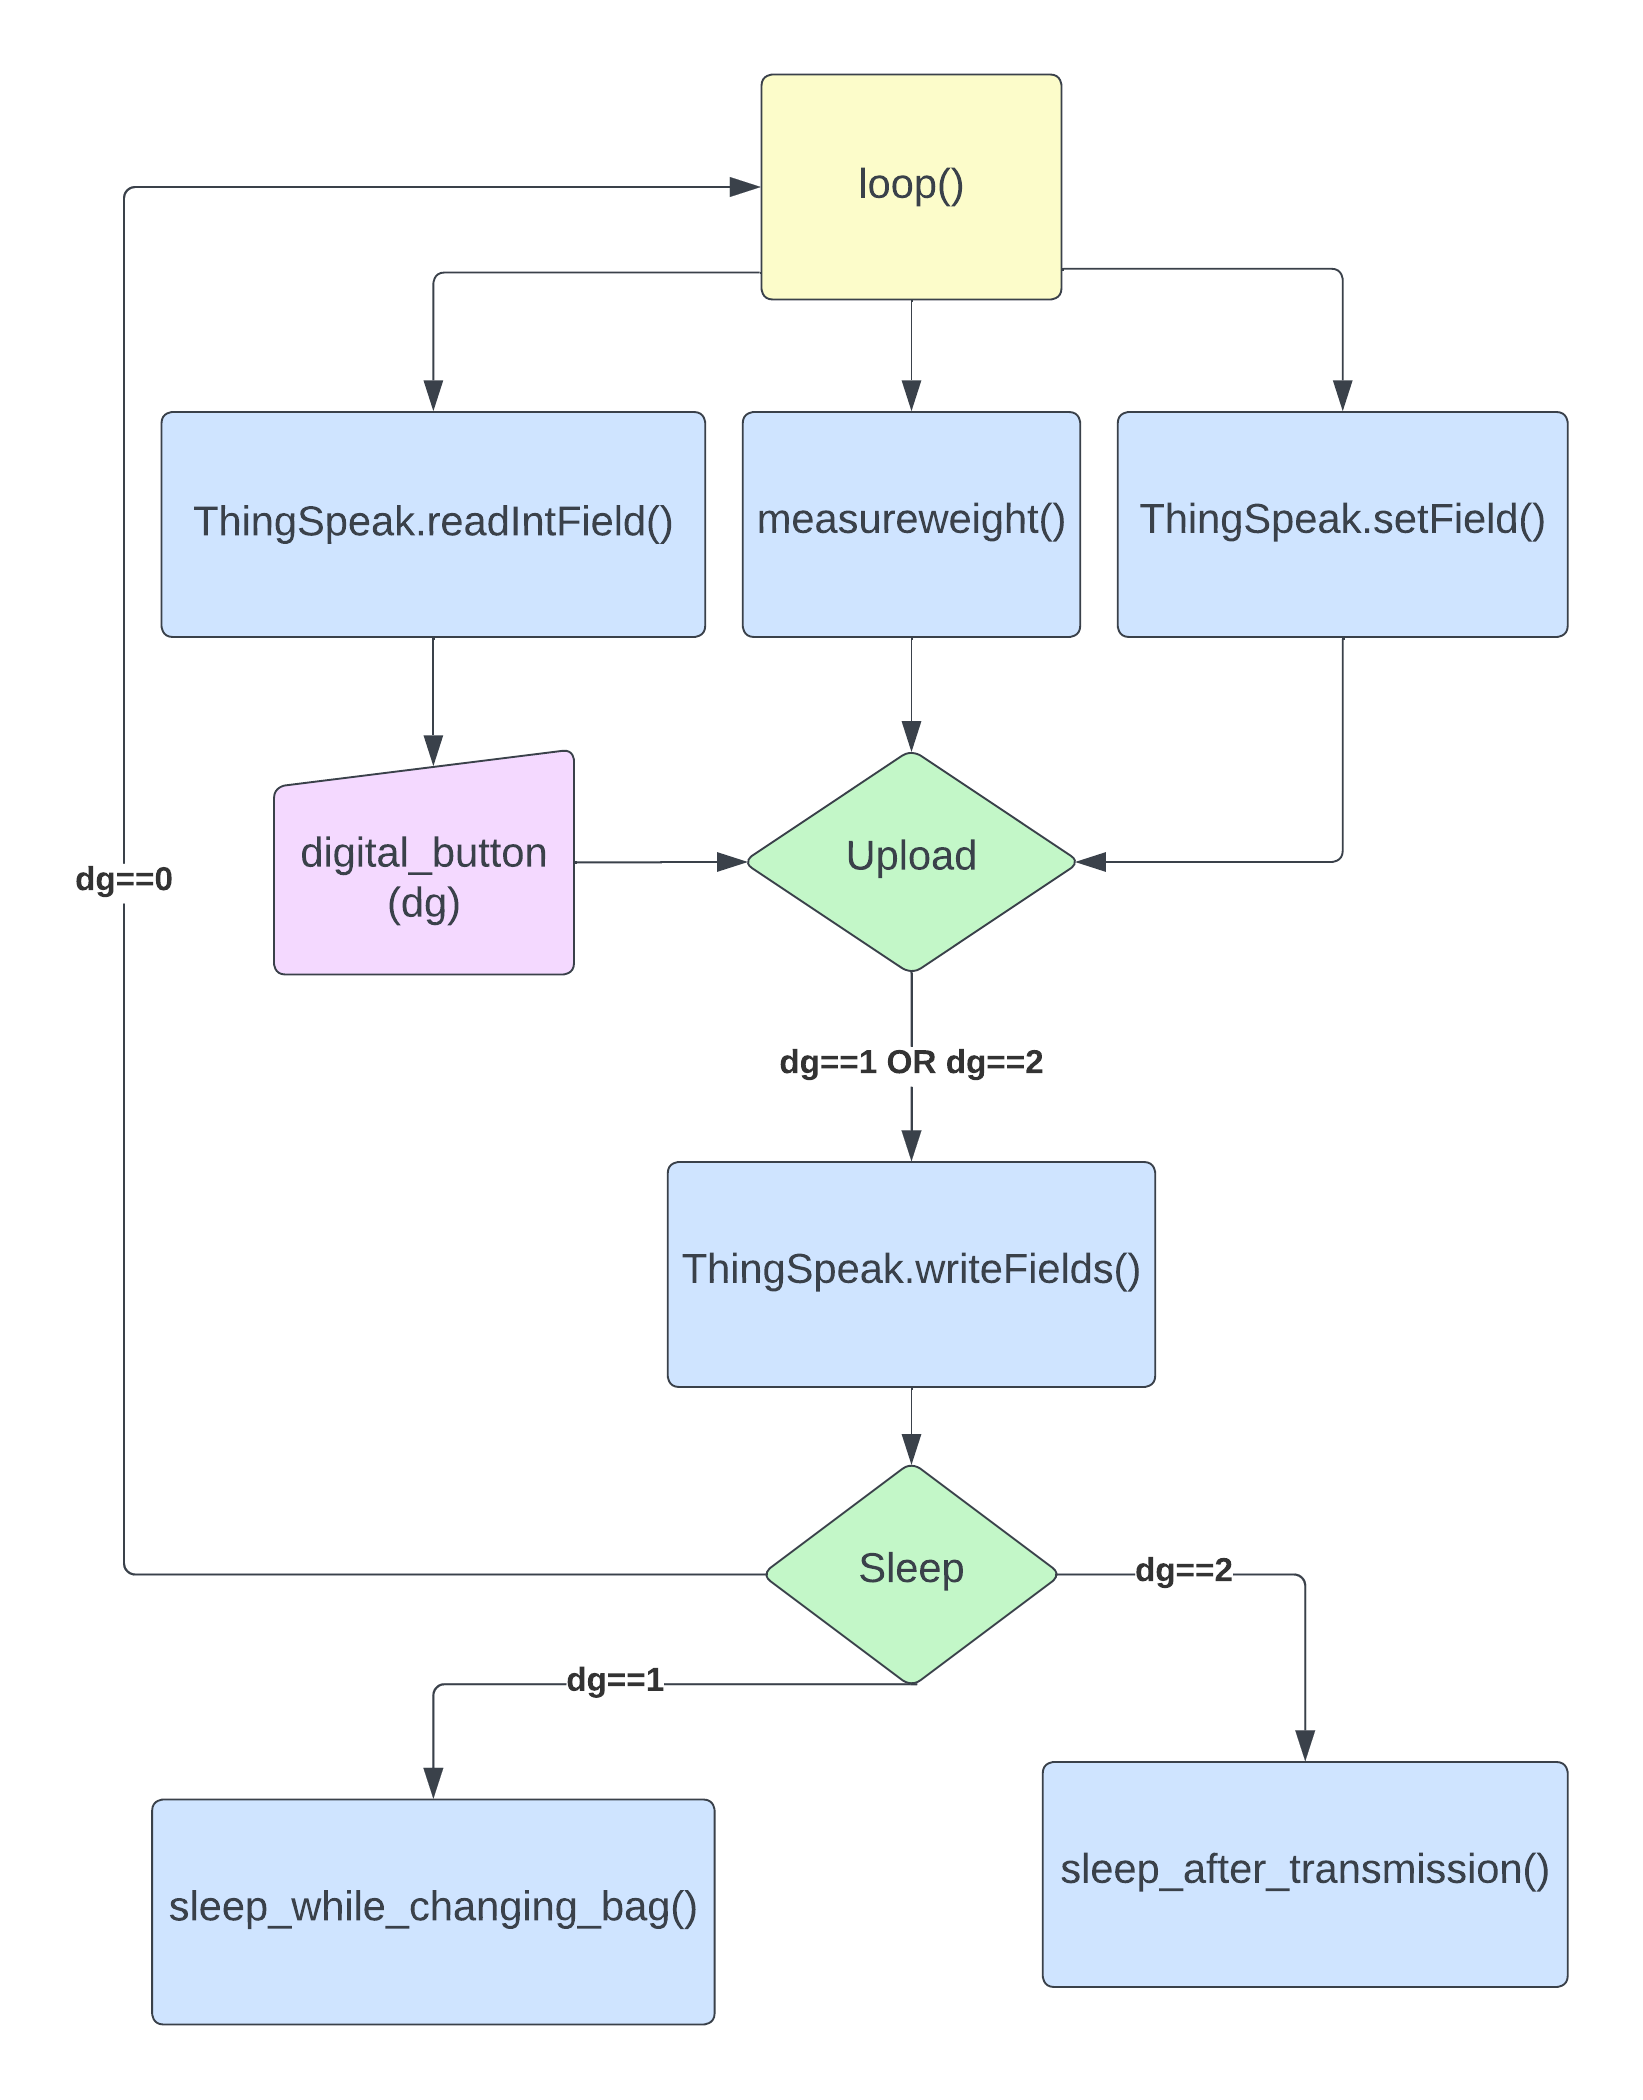 loop()
ThingSpeak.readIntField()
measureweight()
ThingSpeak.setField()
digital_button
(dg)
Upload
dg==0
dg==1 OR dg==2
ThingSpeak.writeFields()
Sleep
dg==2
dg==1
sleep_after_transmission()
sleep_while_changing_bag()